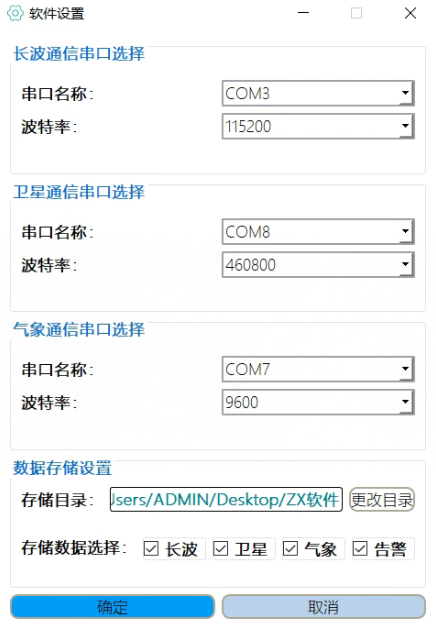 软件设置
长波通信串口选择
串口名称：
COM3
波特率：
115200
卫星通信串口选择
串口名称：
COM8
波特率：
460800
气象通信串口选择
串口名称：
COM7
波特率：
9600
数据存储设置
存储目录： Jsers/ADMIN/Desktop/ZX软件 更改目录
存储数据选择： 长波 卫星 气象 告警
确定 取消